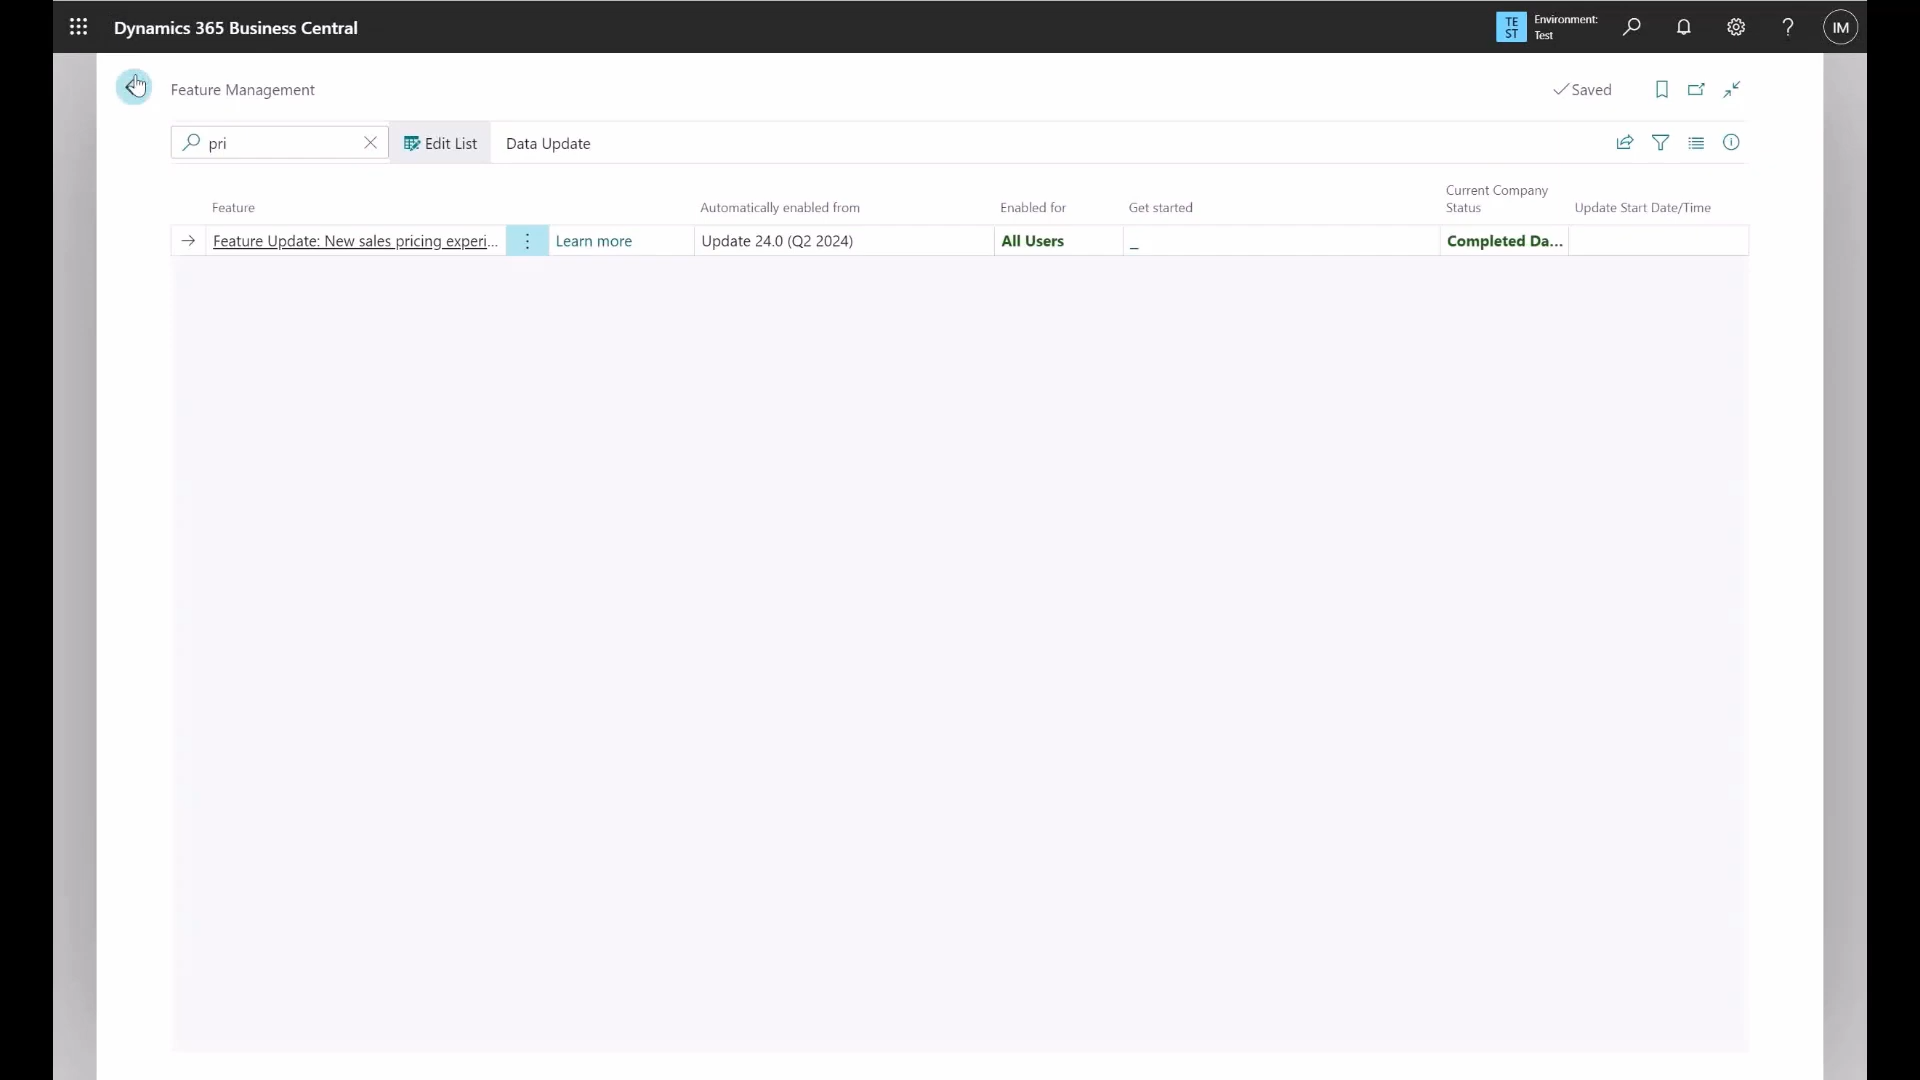 Dynamics 365 Business Central
TE
ST
Environment:
Test
IM
Feature Management
Saved
pri
Edit List
Data Update
Feature
Automatically enabled from
Enabled for
Get started
Current Company
Status
Update Start Date/Time
Feature Update: New sales pricing experi...
Learn more
Update 24.0 (Q2 2024)
All Users
_
Completed Da...